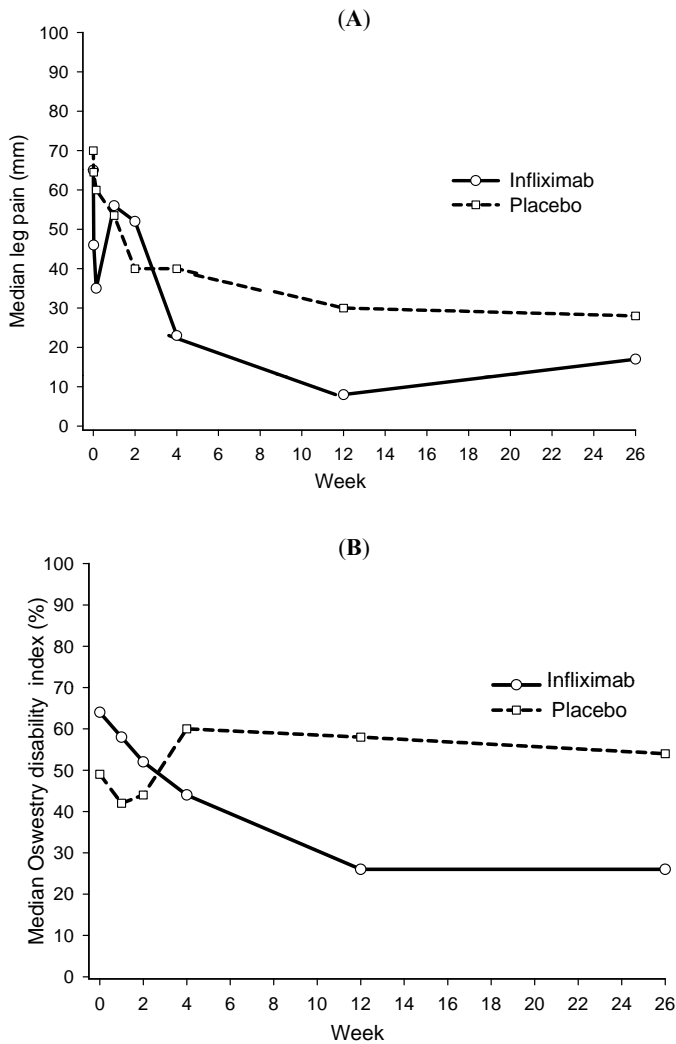 (A)
100
90
80
70
60
50
40
30
20
10
0
Median leg pain (mm)
Infliximab
Placebo
0 2 4 6 8 10 12 14 16 18 20 22 24 26
Week
(B)
100
90
80
70
60
50
40
30
20
10
0
Median Oswestry disability index (%)
Infliximab
Placebo
0 2 4 6 8 10 12 14 16 18 20 22 24 26
Week